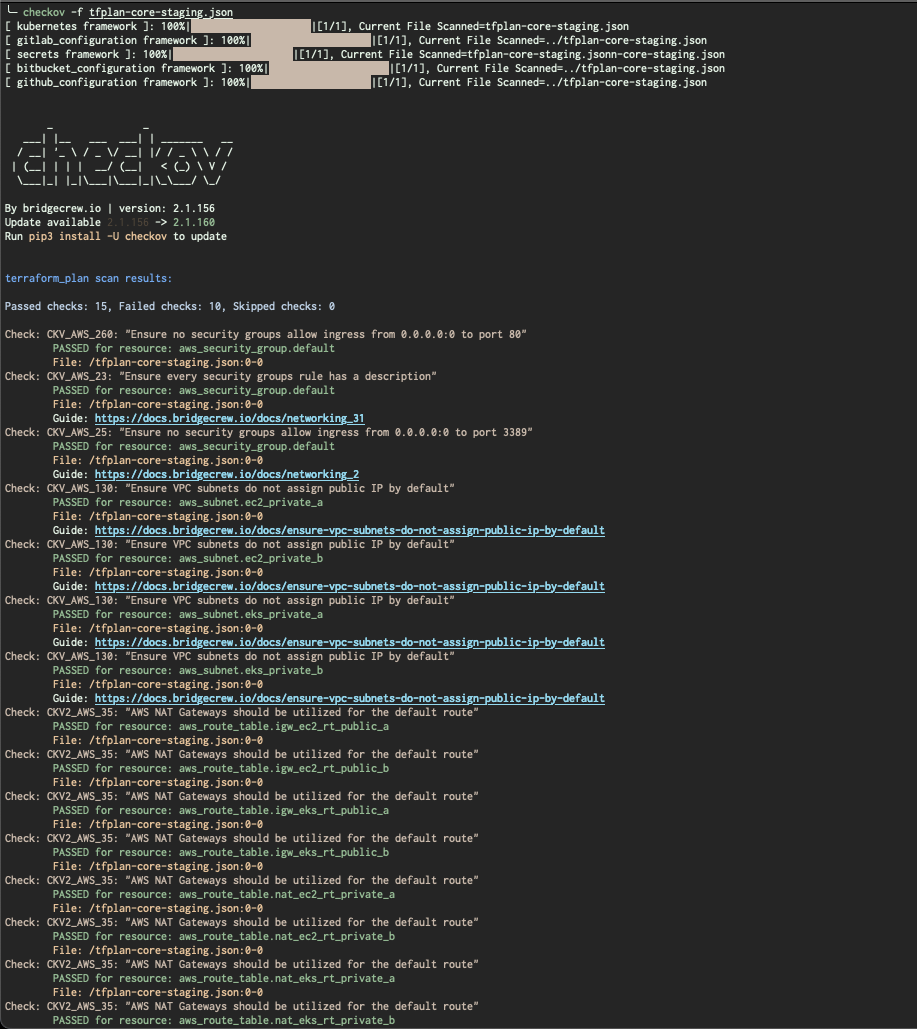 ╰─ checkov -f tfplan-core-staging.json
[ kubernetes framework ]: 100%|████████████████████|[1/1], Current File Scanned=tfplan-core-staging.json
[ gitlab_configuration framework ]: 100%|████████████████████|[1/1], Current File Scanned=../tfplan-core-staging.json
[ secrets framework ]: 100%|████████████████████|[1/1], Current File Scanned=tfplan-core-staging.jsonn-core-staging.json
[ bitbucket_configuration framework ]: 100%|████████████████████|[1/1], Current File Scanned=../tfplan-core-staging.json
[ github_configuration framework ]: 100%|████████████████████|[1/1], Current File Scanned=../tfplan-core-staging.json
checkov
By bridgecrew.io | version: 2.1.156
Update available 2.1.156 -> 2.1.160
Run pip3 install -U checkov to update
terraform_plan scan results:
Passed checks: 15, Failed checks: 10, Skipped checks: 0
Check: CKV_AWS_260: "Ensure no security groups allow ingress from 0.0.0.0:0 to port 80"
PASSED for resource: aws_security_group.default
File: /tfplan-core-staging.json:0-0
Check: CKV_AWS_23: "Ensure every security groups rule has a description"
PASSED for resource: aws_security_group.default
File: /tfplan-core-staging.json:0-0
Guide: https://docs.bridgecrew.io/docs/networking_31
Check: CKV_AWS_25: "Ensure no security groups allow ingress from 0.0.0.0:0 to port 3389"
PASSED for resource: aws_security_group.default
File: /tfplan-core-staging.json:0-0
Guide: https://docs.bridgecrew.io/docs/networking_2
Check: CKV_AWS_130: "Ensure VPC subnets do not assign public IP by default"
PASSED for resource: aws_subnet.ec2_private_a
File: /tfplan-core-staging.json:0-0
Guide: https://docs.bridgecrew.io/docs/ensure-vpc-subnets-do-not-assign-public-ip-by-default
Check: CKV_AWS_130: "Ensure VPC subnets do not assign public IP by default"
PASSED for resource: aws_subnet.ec2_private_b
File: /tfplan-core-staging.json:0-0
Guide: https://docs.bridgecrew.io/docs/ensure-vpc-subnets-do-not-assign-public-ip-by-default
Check: CKV_AWS_130: "Ensure VPC subnets do not assign public IP by default"
PASSED for resource: aws_subnet.eks_private_a
File: /tfplan-core-staging.json:0-0
Guide: https://docs.bridgecrew.io/docs/ensure-vpc-subnets-do-not-assign-public-ip-by-default
Check: CKV_AWS_130: "Ensure VPC subnets do not assign public IP by default"
PASSED for resource: aws_subnet.eks_private_b
File: /tfplan-core-staging.json:0-0
Guide: https://docs.bridgecrew.io/docs/ensure-vpc-subnets-do-not-assign-public-ip-by-default
Check: CKV2_AWS_35: "AWS NAT Gateways should be utilized for the default route"
PASSED for resource: aws_route_table.igw_ec2_rt_public_a
File: /tfplan-core-staging.json:0-0
Check: CKV2_AWS_35: "AWS NAT Gateways should be utilized for the default route"
PASSED for resource: aws_route_table.igw_ec2_rt_public_b
File: /tfplan-core-staging.json:0-0
Check: CKV2_AWS_35: "AWS NAT Gateways should be utilized for the default route"
PASSED for resource: aws_route_table.igw_eks_rt_public_a
File: /tfplan-core-staging.json:0-0
Check: CKV2_AWS_35: "AWS NAT Gateways should be utilized for the default route"
PASSED for resource: aws_route_table.igw_eks_rt_public_b
File: /tfplan-core-staging.json:0-0
Check: CKV2_AWS_35: "AWS NAT Gateways should be utilized for the default route"
PASSED for resource: aws_route_table.nat_ec2_rt_private_a
File: /tfplan-core-staging.json:0-0
Check: CKV2_AWS_35: "AWS NAT Gateways should be utilized for the default route"
PASSED for resource: aws_route_table.nat_ec2_rt_private_b
File: /tfplan-core-staging.json:0-0
Check: CKV2_AWS_35: "AWS NAT Gateways should be utilized for the default route"
PASSED for resource: aws_route_table.nat_eks_rt_private_a
File: /tfplan-core-staging.json:0-0
Check: CKV2_AWS_35: "AWS NAT Gateways should be utilized for the default route"
PASSED for resource: aws_route_table.nat_eks_rt_private_b